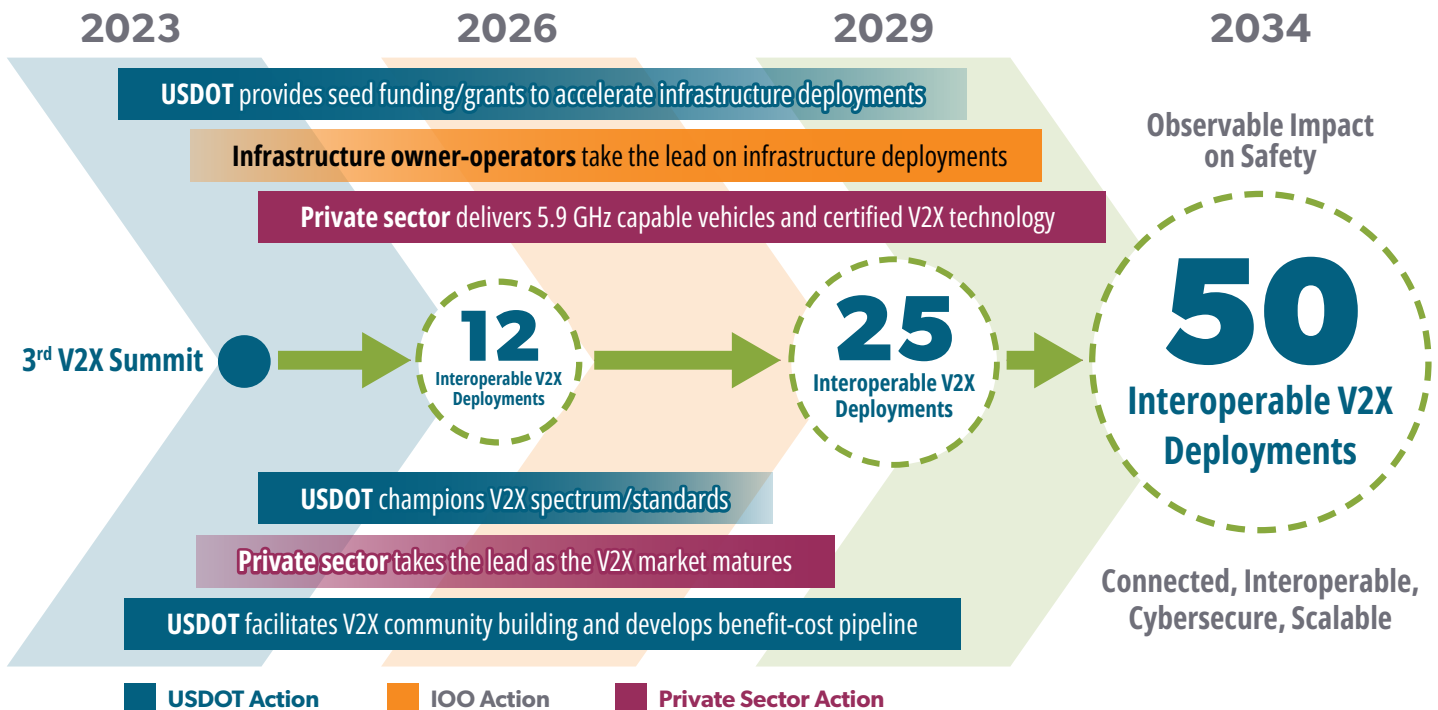 2023
2026
2029
2034
USDOT provides seed funding/grants to accelerate infrastructure deployments
Infrastructure owner-operators take the lead on infrastructure deployments
Private sector delivers 5.9 GHz capable vehicles and certified V2X technology
Observable Impact
on Safety
3rd V2X Summit
12
Interoperable V2X
Deployments
25
Interoperable V2X
Deployments
50
Interoperable V2X
Deployments
USDOT champions V2X spectrum/standards
Private sector takes the lead as the V2X market matures
USDOT facilitates V2X community building and develops benefit-cost pipeline
Connected, Interoperable,
Cybersecure, Scalable
USDOT Action
IOO Action
Private Sector Action